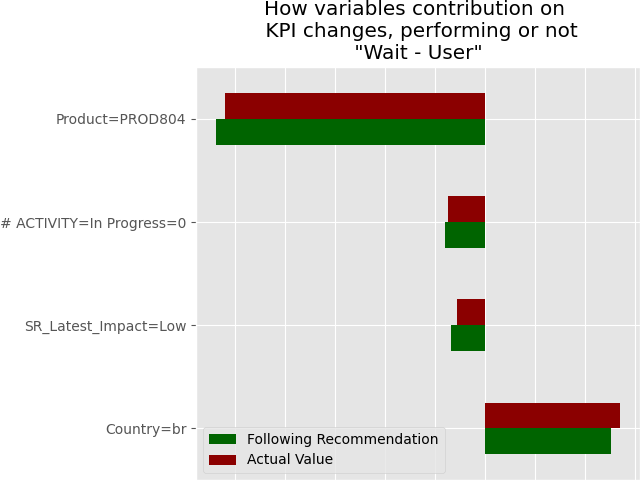 How variables contribution on
KPI changes, performing or not
"Wait - User"
Product=PROD804
# ACTIVITY=In Progress=0
SR_Latest_Impact=Low
Country=br
Following Recommendation
Actual Value